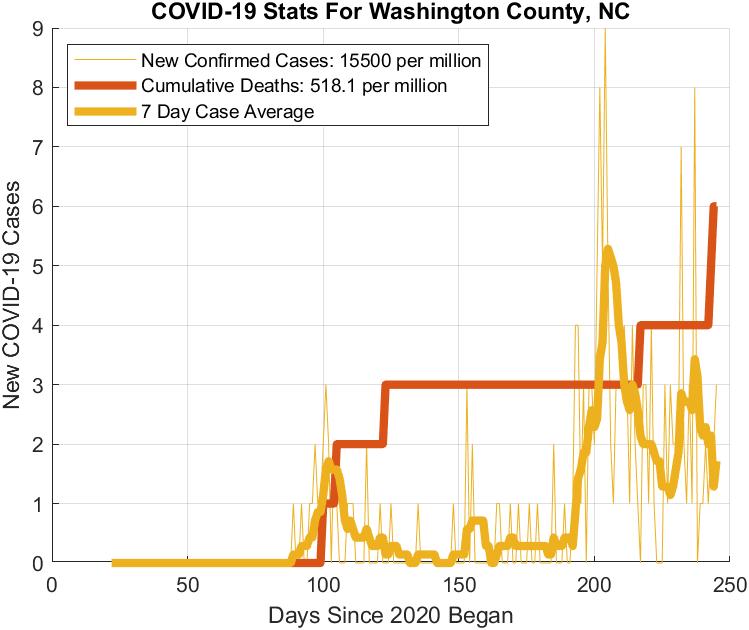 COVID-19 Stats For Washington County, NC
New Confirmed Cases: 15500 per million
Cumulative Deaths: 518.1 per million
7 Day Case Average
New COVID-19 Cases
9
8
7
6
5
4
3
2
1
0
0 50 100 150 200 250
Days Since 2020 Began